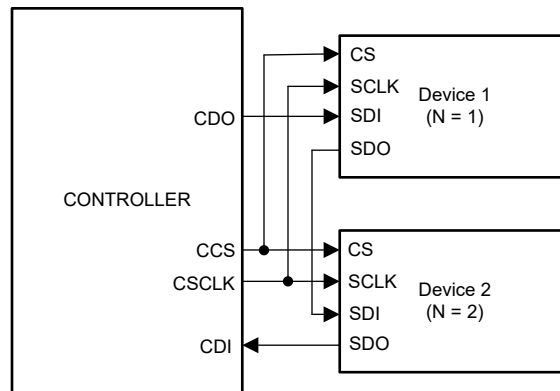 CONTROLLER
CDO
CCS
CSCLK
CDI
CS
SCLK
SDI
SDO
Device 1
(N = 1)
CS
SCLK
SDI
SDO
Device 2
(N = 2)